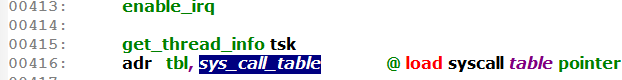 00413: enable_irq
00414:
00415: get_thread_info tsk
00416: adr tbl, sys_call_table @ load syscall table pointer